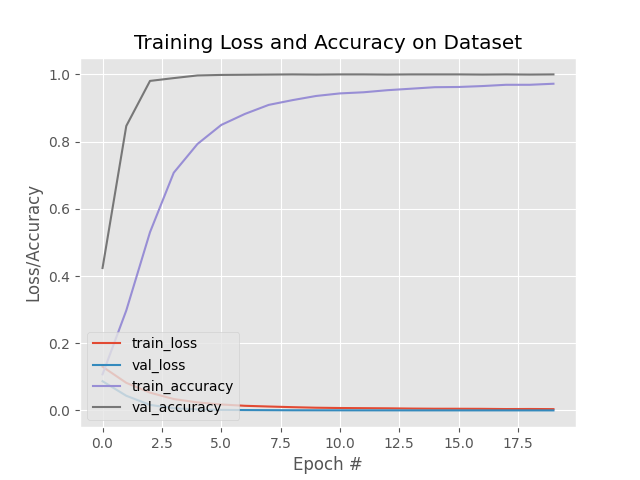 Training Loss and Accuracy on Dataset
Loss/Accuracy
1.0
0.8
0.6
0.4
0.2
0.0
train_loss
val_loss
train_accuracy
val_accuracy
0.0 2.5 5.0 7.5 10.0 12.5 15.0 17.5
Epoch #